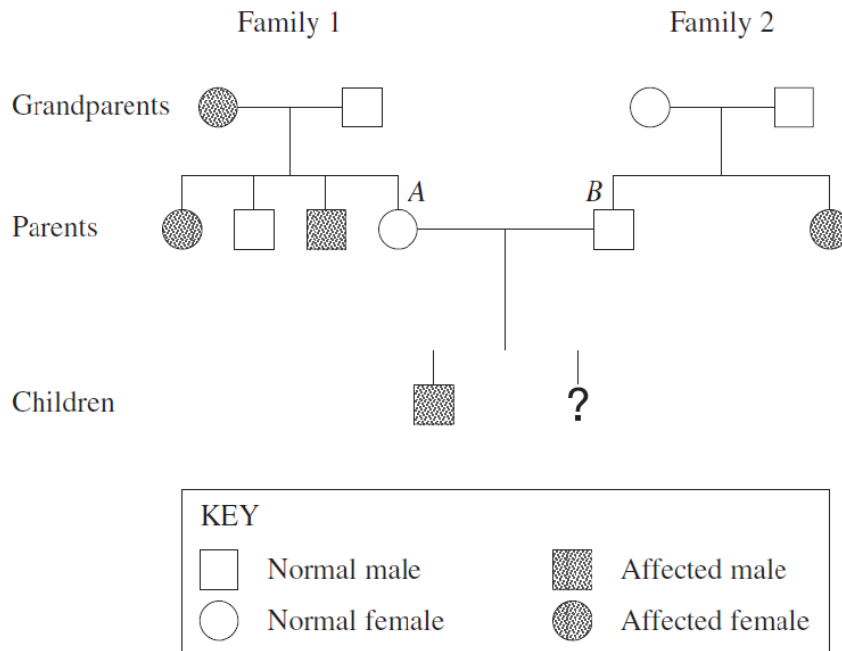 Family 1 Family 2
Grandparents
A B
Parents
Children ?
KEY
Normal male Affected male
Normal female Affected female